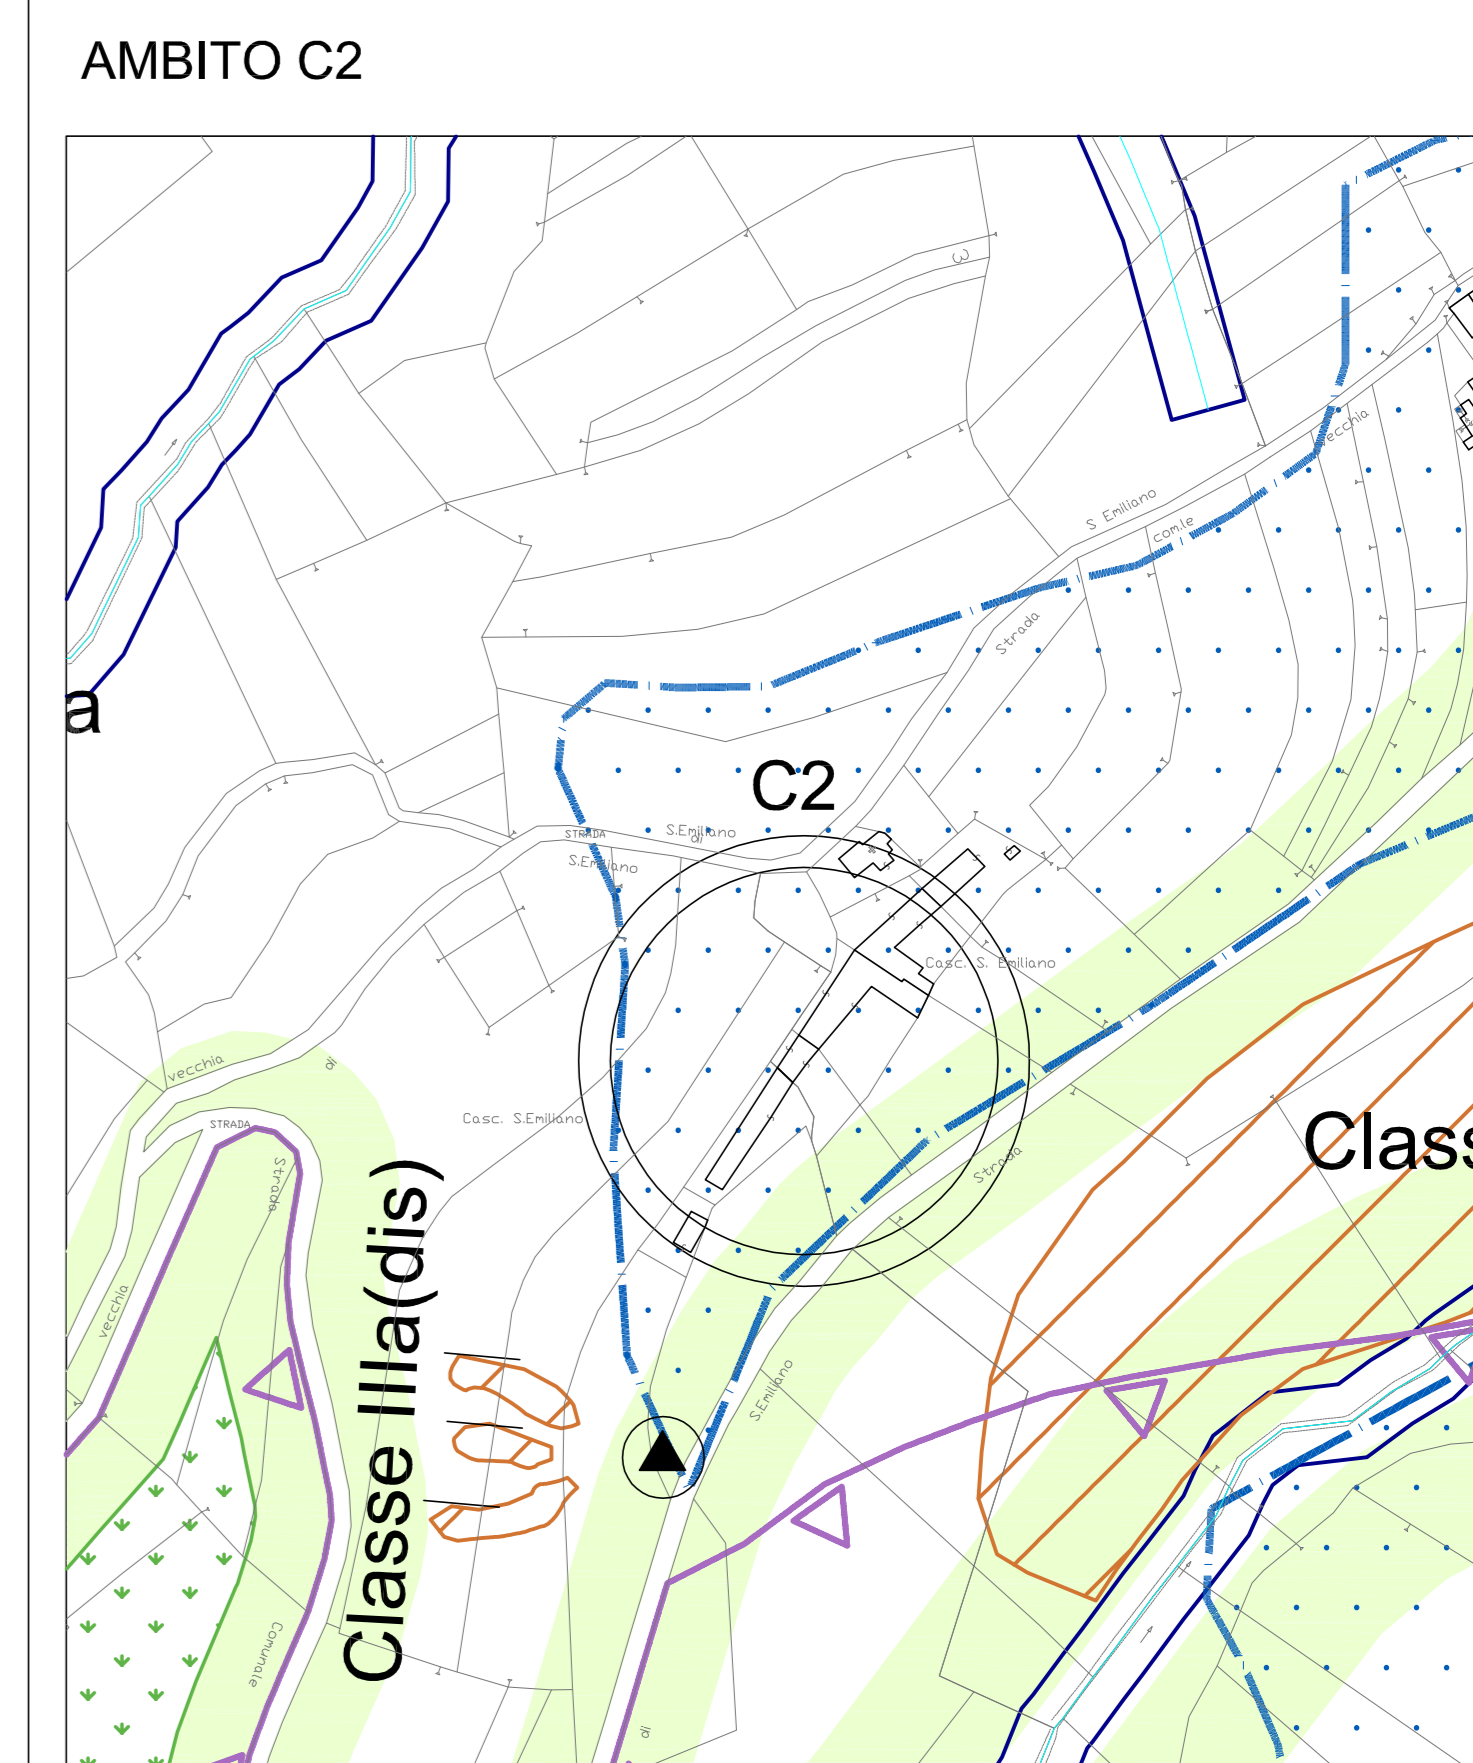 AMBITO C2
3
vecchia
S Emiliano
com.le
Strada
a
C2
STRADA
S.Emiliano
di
S.Emiliano
Casc. S. Emiliano
vecchia
di
Casc. S.Emiliano
STRADA
Strada
Strada
Class
Classe IIIa(dis)
vecchia
S.Emiliano
Comunale
di